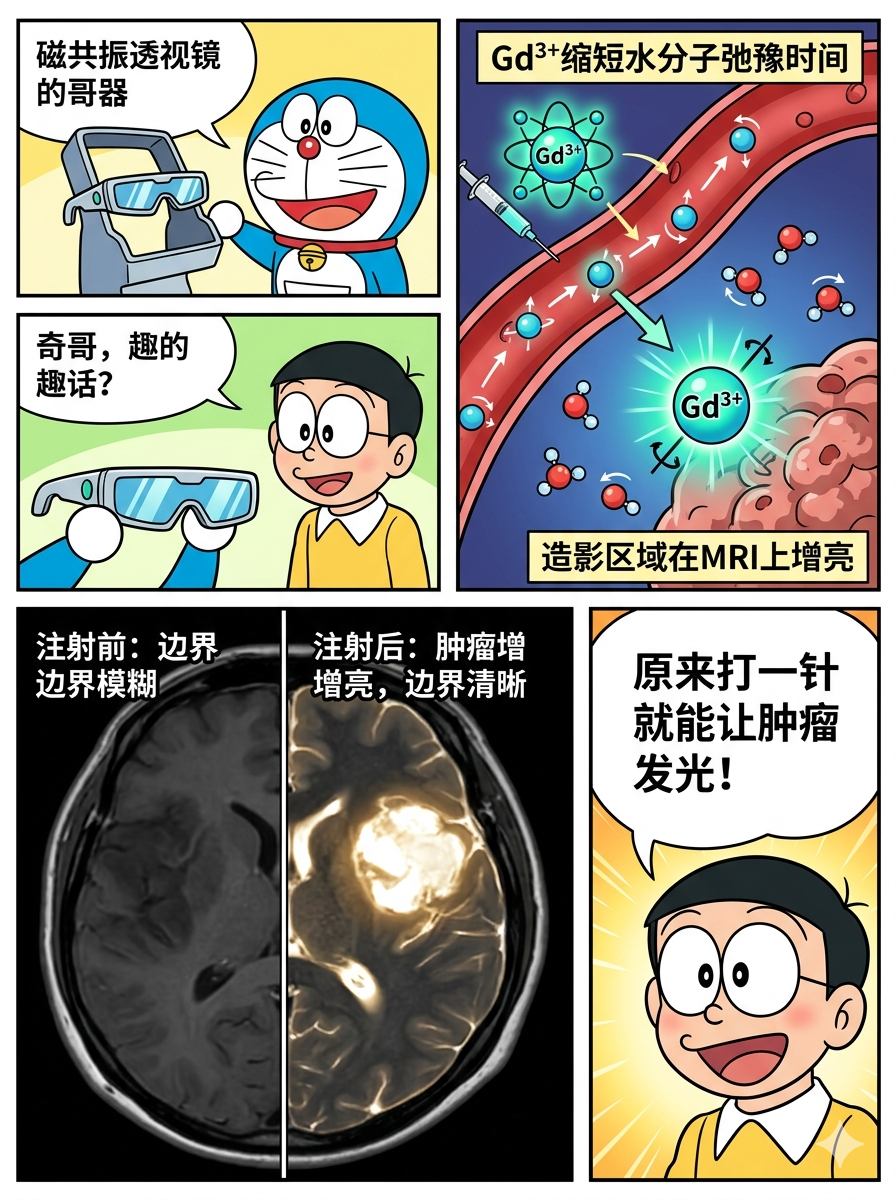 磁共振透视镜
的哥器
Gd³⁺缩短水分子弛豫时间
Gd³⁺
Gd³⁺
造影区域在MRI上增亮
奇哥，趣的
趣话？
注射前：边界
边界模糊
注射后：肿瘤增
增亮，边界清晰
原来打一针
就能让肿瘤
发光！